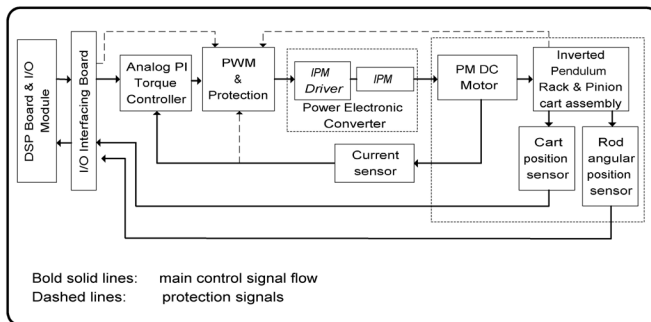 DSP Board & I/O
Module
I/O Interfacing Board
Analog PI
Torque
Controller
PWM
&
Protection
IPM
Driver
IPM
Power Electronic
Converter
PM DC
Motor
Inverted
Pendulum
Rack & Pinion
cart assembly
Current
sensor
Cart
position
sensor
Rod
angular
position
sensor
Bold solid lines: main control signal flow
Dashed lines: protection signals